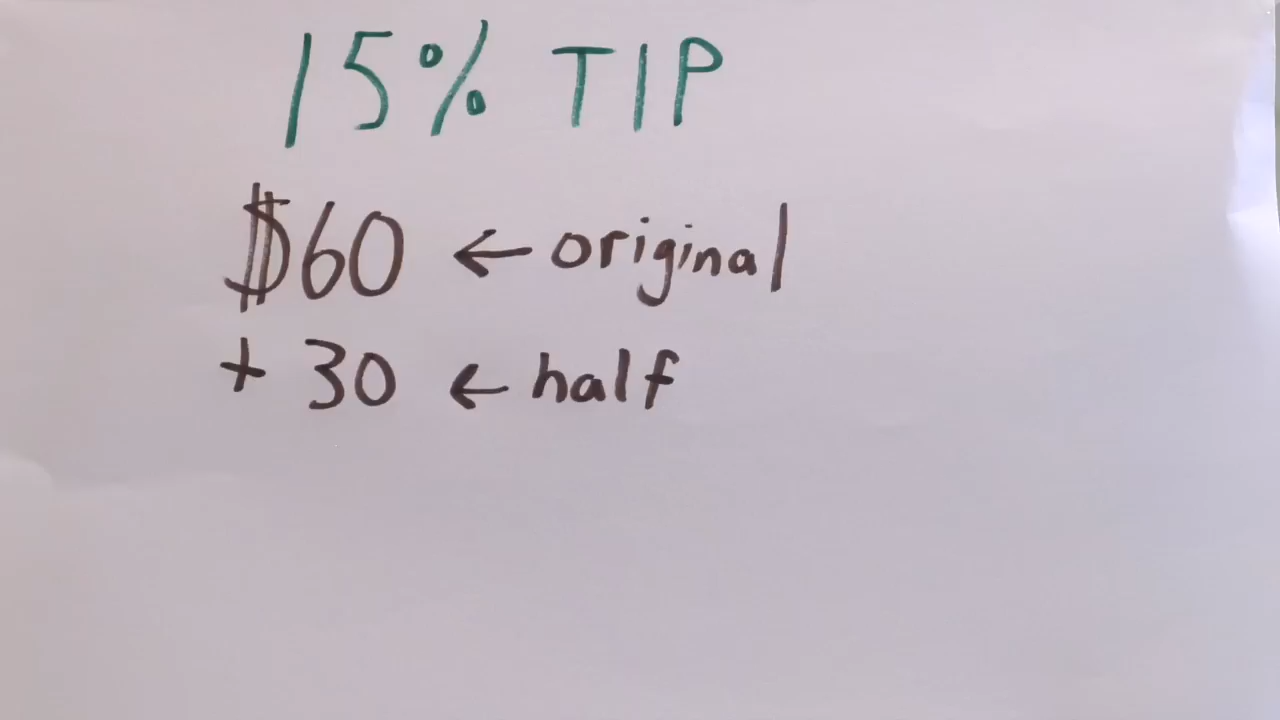 15% TIP
$60 ← original
+ 30 ← half